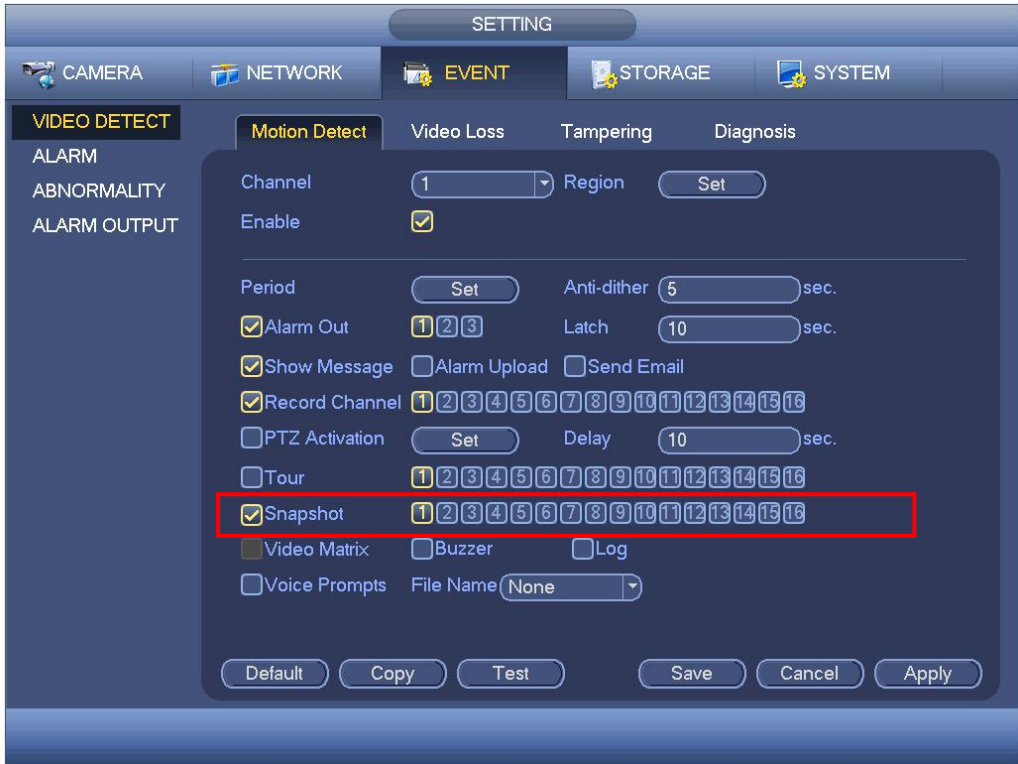 SETTING
CAMERA NETWORK EVENT STORAGE SYSTEM
VIDEO DETECT
ALARM
ABNORMALITY
ALARM OUTPUT
Motion Detect Video Loss Tampering Diagnosis
Channel 1 Region Set
Enable
Period Set Anti-dither 5 sec.
Alarm Out 1 2 3 Latch 10 sec.
Show Message Alarm Upload Send Email
Record Channel 1 2 3 4 5 6 7 8 9 10 11 12 13 14 15 16
PTZ Activation Set Delay 10 sec.
Tour 1 2 3 4 5 6 7 8 9 10 11 12 13 14 15 16
Snapshot 1 2 3 4 5 6 7 8 9 10 11 12 13 14 15 16
Video Matrix Buzzer Log
Voice Prompts File Name None
Default Copy Test Save Cancel Apply